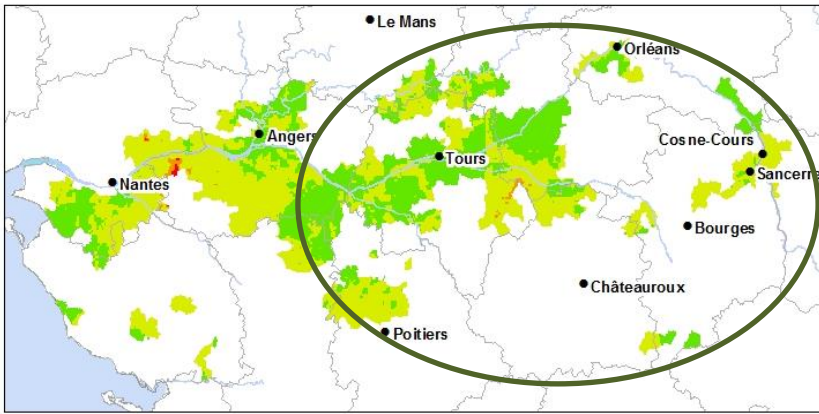 Le Mans
Orléans
Angers
Cosne-Cours
Tours
Sancerre
Nantes
Bourges
Châteauroux
Poitiers